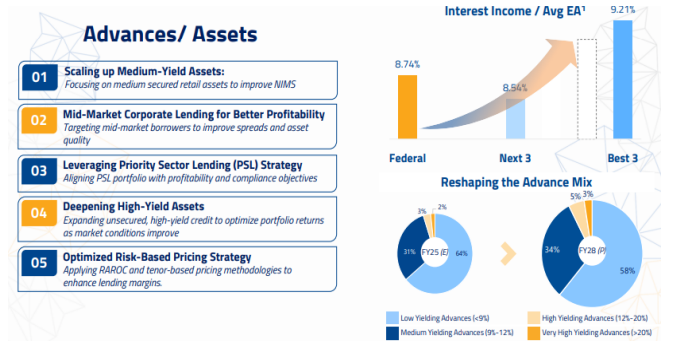 Advances/ Assets
01
Scaling up Medium-Yield Assets:
Focusing on medium secured retail assets to improve NIMS
02
Mid-Market Corporate Lending for Better Profitability
Targeting mid-market borrowers to improve spreads and asset
quality
03
Leveraging Priority Sector Lending (PSL) Strategy
Aligning PSL portfolio with profitability and compliance objectives
04
Deepening High-Yield Assets
Expanding unsecured, high-yield credit to optimize portfolio returns
as market conditions improve
05
Optimized Risk-Based Pricing Strategy
Applying RAROC and tenor-based pricing methodologies to
enhance lending margins.
Interest Income / Avg EA¹
8.74%
8.54%
9.21%
Federal
Next 3
Best 3
Reshaping the Advance Mix
3%
2%
31%
FY25 (E)
64%
5%
3%
34%
FY28 (P)
58%
Low Yielding Advances (<9%)
High Yielding Advances (12%-20%)
Medium Yielding Advances (9%-12%)
Very High Yielding Advances (>20%)